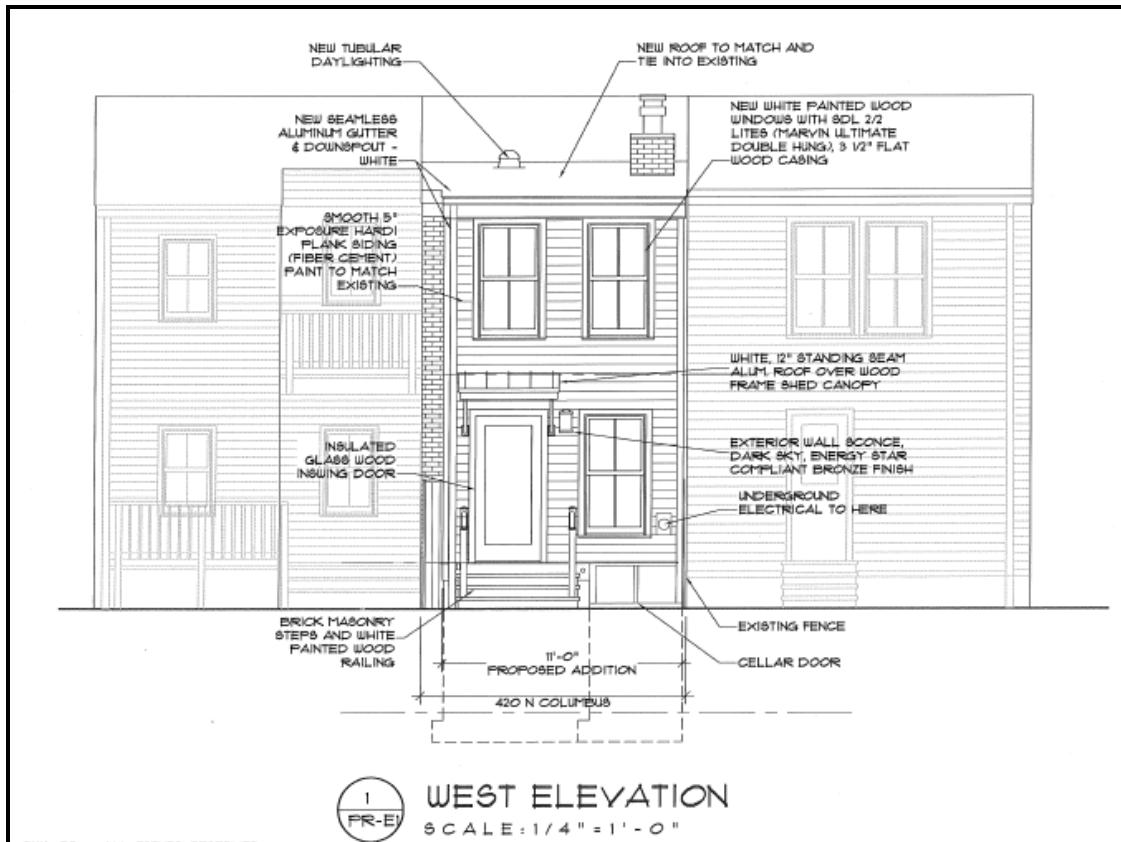 NEW TUBULAR
DAYLIGHTING
NEW ROOF TO MATCH AND
TIE INTO EXISTING
NEW SEAMLESS
ALUMINUM GUTTER
& DOWNSPOUT -
WHITE
NEW WHITE PAINTED WOOD
WINDOWS WITH SDL 2/2
LITES (MARVIN ULTIMATE
DOUBLE HUNG), 3 1/2" FLAT
WOOD CASING
SMOOTH 5"
EXPOSURE HARDI
PLANK SIDING
(FIBER CEMENT)
PAINT TO MATCH
EXISTING
WHITE, 12" STANDING SEAM
ALUM. ROOF OVER WOOD
FRAME SHED CANOPY
INSULATED
GLASS WOOD
INSWING DOOR
EXTERIOR WALL SCONCE,
DARK SKY, ENERGY STAR
COMPLIANT BRONZE FINISH
UNDERGROUND
ELECTRICAL TO HERE
BRICK MASONRY
STEPS AND WHITE
PAINTED WOOD
RAILING
EXISTING FENCE
CELLAR DOOR
11'-0"
PROPOSED ADDITION
420 N COLUMBUS
1
PR-E1
WEST ELEVATION
SCALE: 1/4" = 1'-0"